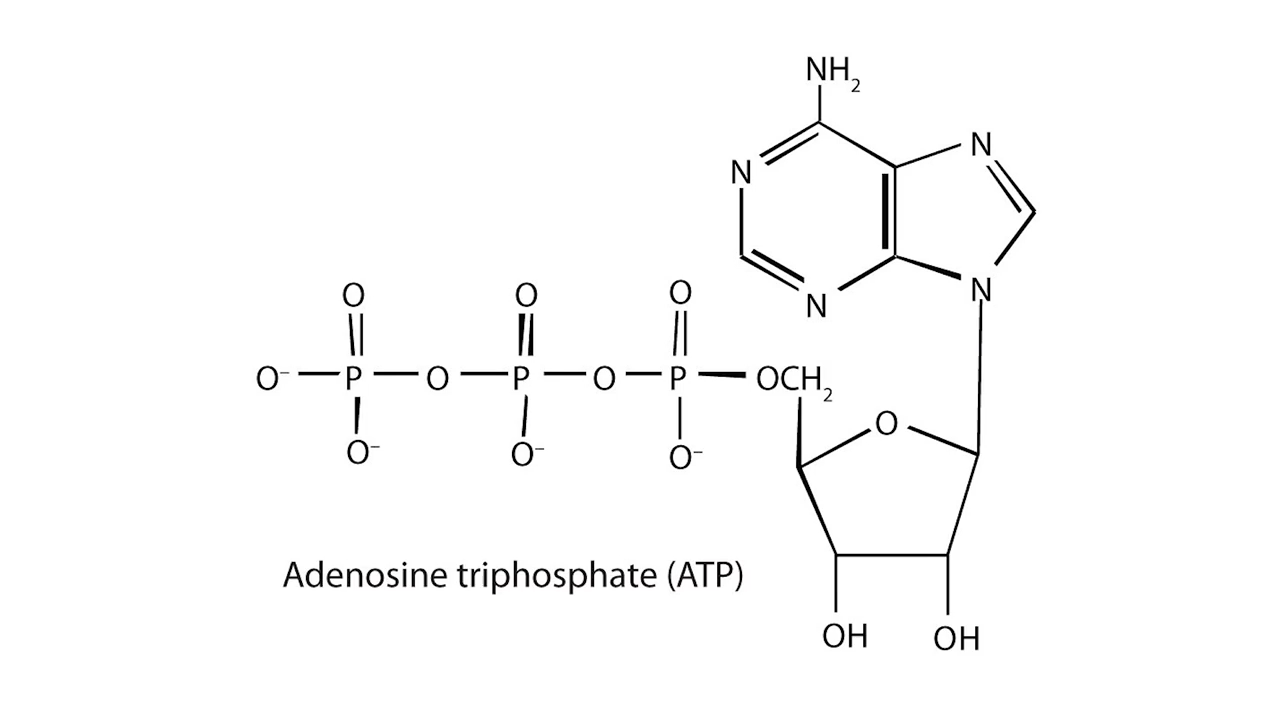 NH₂
N
N
N
N
O O O
O⁻ P O P O P OCH₂
O
O⁻ O⁻ O⁻
Adenosine triphosphate (ATP)
OH OH